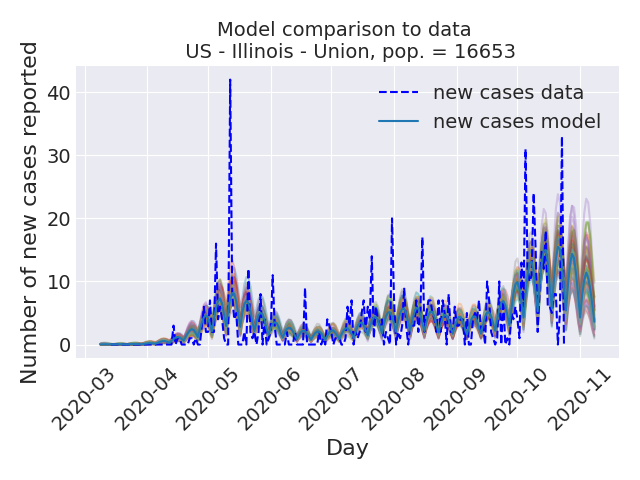 Model comparison to data
US - Illinois - Union, pop. = 16653
Number of new cases reported
40
30
20
10
0
new cases data
new cases model
2020-03
2020-04
2020-05
2020-06
2020-07
2020-08
2020-09
2020-10
2020-11
Day